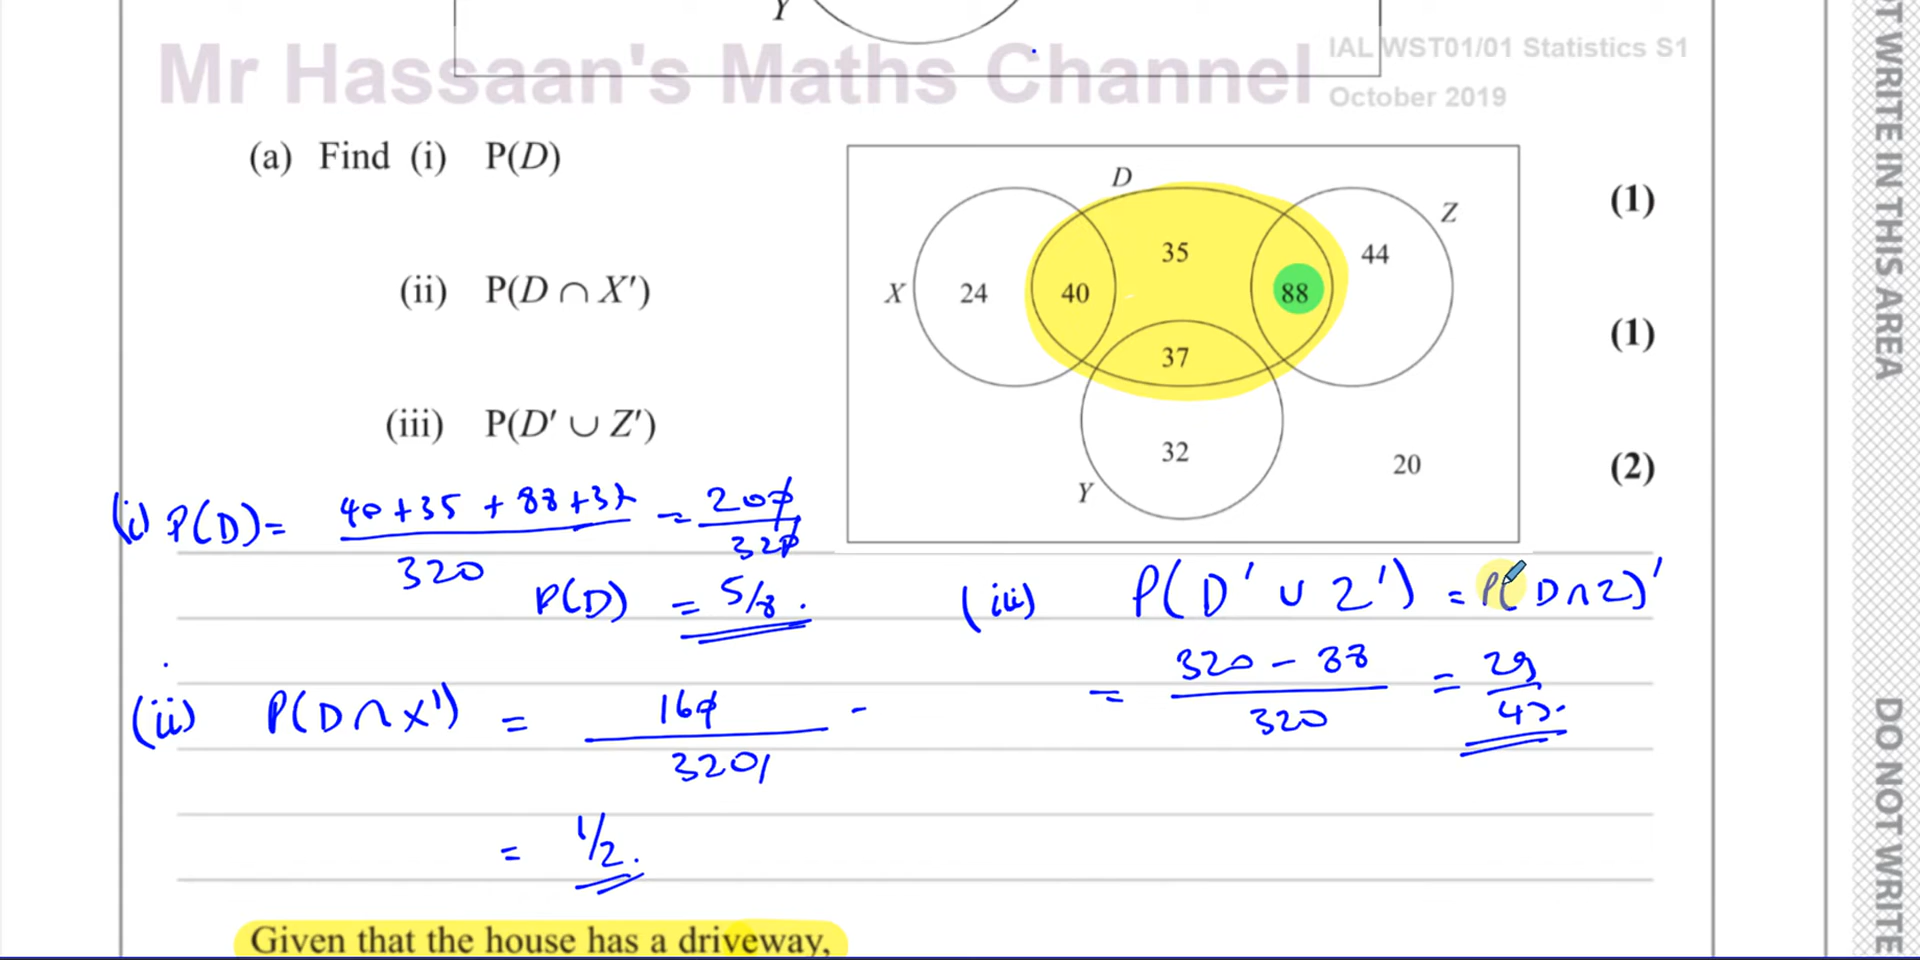 Y
Mr Hassaan's Maths Channel
IAL WST01/01 Statistics S1
October 2019
(a) Find (i) P(D)
(1)
(ii) P(D ∩ X′)
(1)
(iii) P(D′ ∪ Z′)
(2)
D
Z
35
44
X
24
40
88
37
32
20
Y
(i) P(D) = 40+35+88+37 / 320 = 200/320
P(D) = 5/8.
(ii) P(D∩X') = 160/320
= 1/2.
(iii) P(D' ∪ Z') = P(D∩Z)'
= 320-88 / 320 = 29/40.
Given that the house has a driveway,
OT WRITE IN THIS AREA
DO NOT WRITE